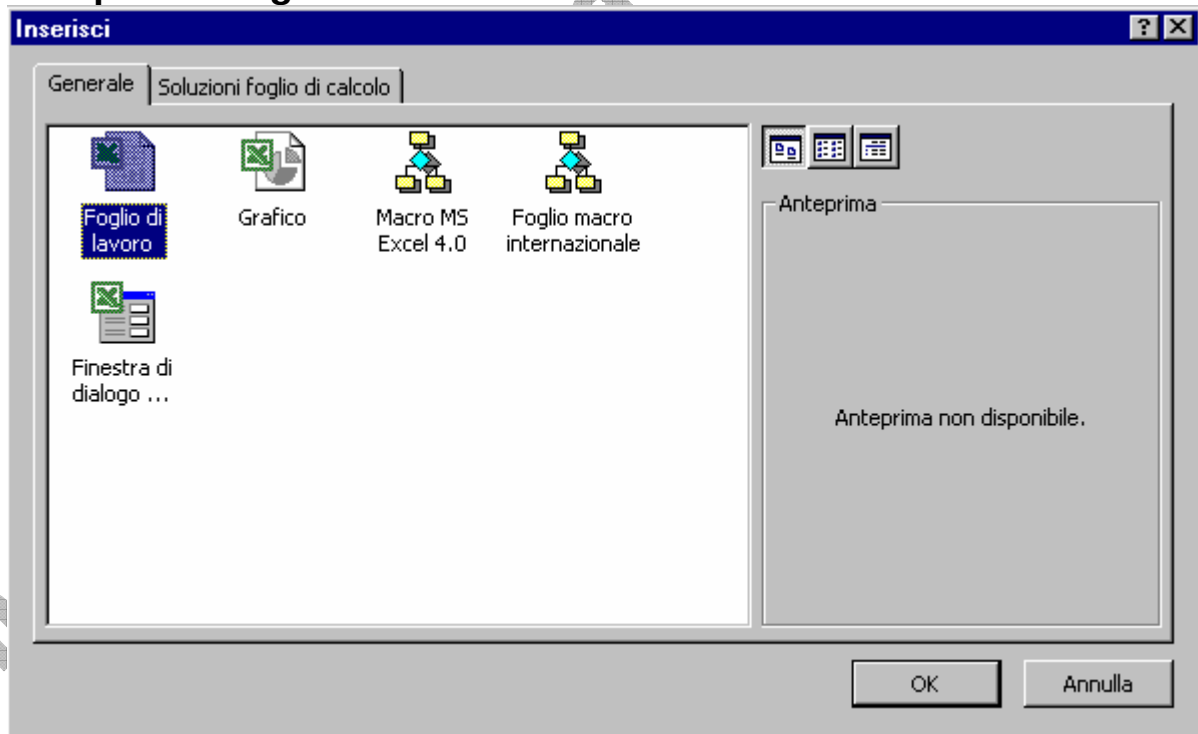 Inserisci
Generale
Soluzioni foglio di calcolo
Foglio di
lavoro
Grafico
Macro MS
Excel 4.0
Foglio macro
internazionale
Finestra di
dialogo ...
Anteprima
Anteprima non disponibile.
OK
Annulla